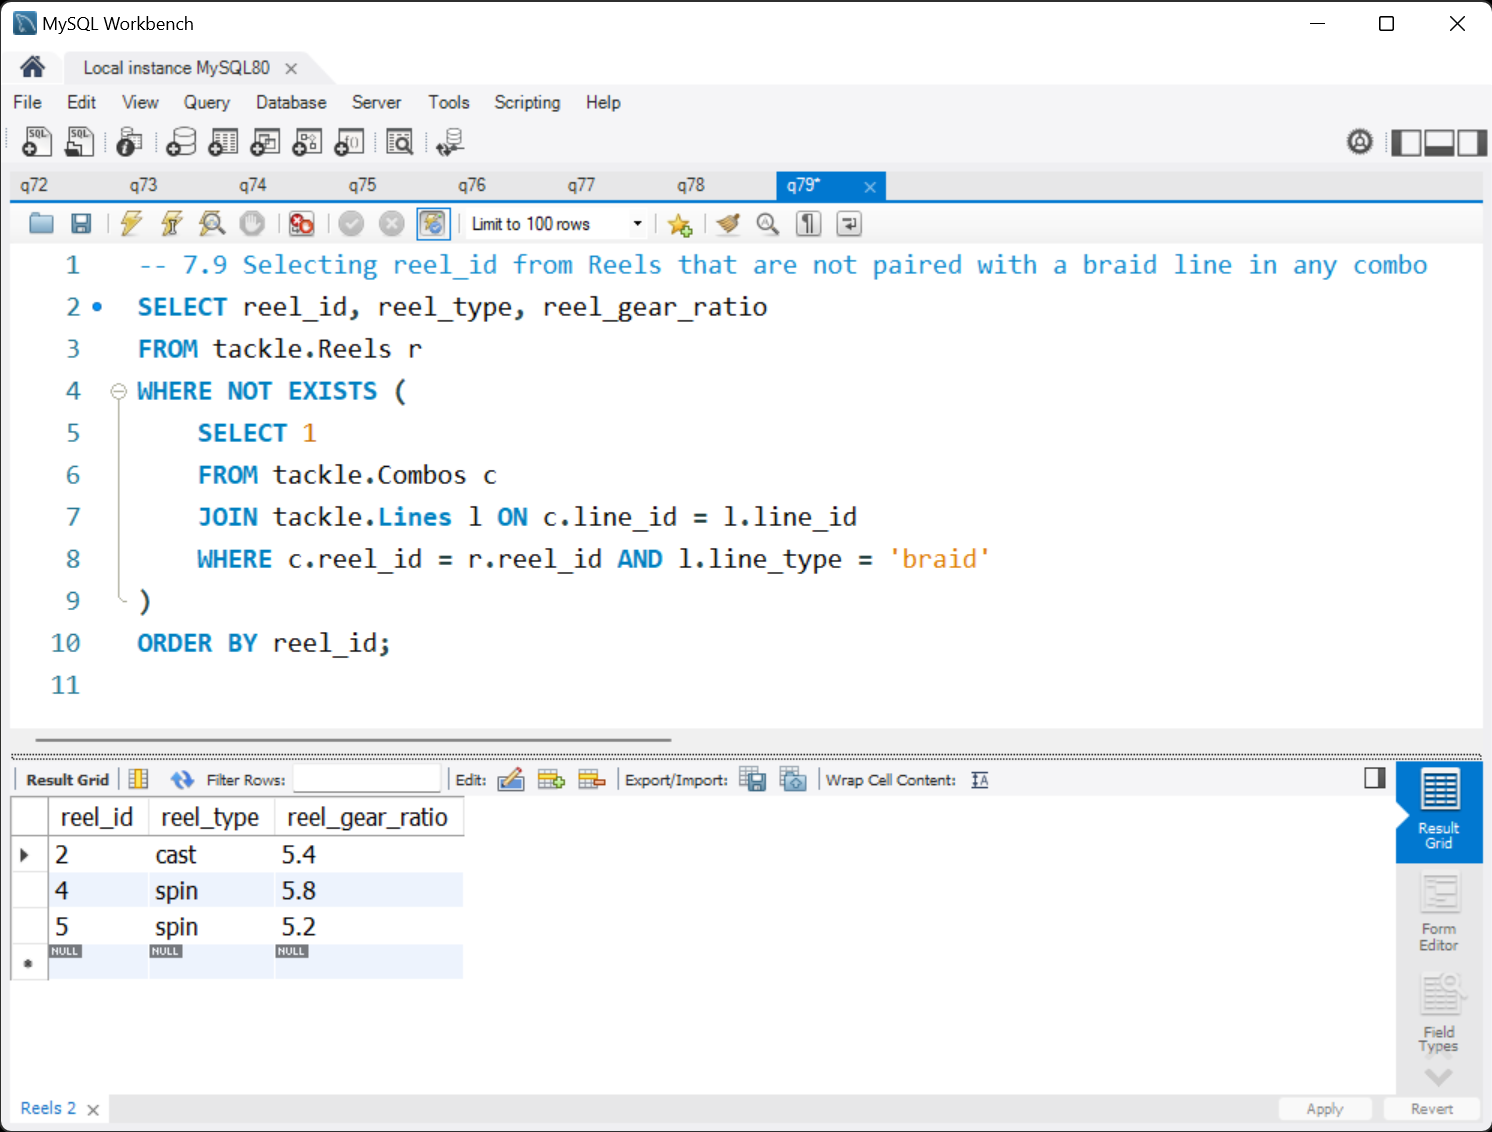 MySQL Workbench
Local instance MySQL80
File Edit View Query Database Server Tools Scripting Help
q72 q73 q74 q75 q76 q77 q78 q79*
Limit to 100 rows
1 -- 7.9 Selecting reel_id from Reels that are not paired with a braid line in any combo
2 SELECT reel_id, reel_type, reel_gear_ratio
3 FROM tackle.Reels r
4 WHERE NOT EXISTS (
5 SELECT 1
6 FROM tackle.Combos c
7 JOIN tackle.Lines l ON c.line_id = l.line_id
8 WHERE c.reel_id = r.reel_id AND l.line_type = 'braid'
9 )
10 ORDER BY reel_id;
11
Result Grid Filter Rows: Edit: Export/Import: Wrap Cell Content:
reel_id reel_type reel_gear_ratio
2 cast 5.4
4 spin 5.8
5 spin 5.2
NULL NULL NULL
Result
Grid
Form
Editor
Field
Types
Reels 2
Apply Revert